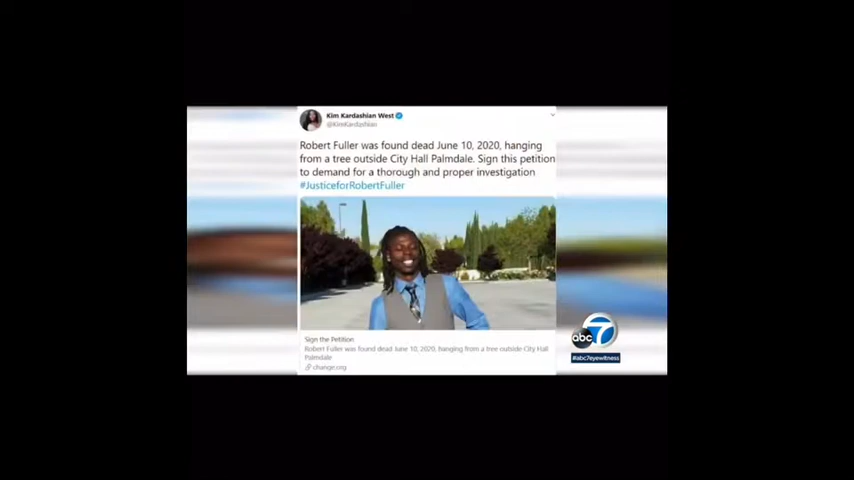 Kim Kardashian West
@KimKardashian
Robert Fuller was found dead June 10, 2020, hanging
from a tree outside City Hall Palmdale. Sign this petition
to demand for a thorough and proper investigation
#JusticeforRobertFuller
Sign the Petition
Robert Fuller was found dead June 10, 2020, hanging from a tree outside City Hall
Palmdale
change.org
abc 7
#abc7eyewitness